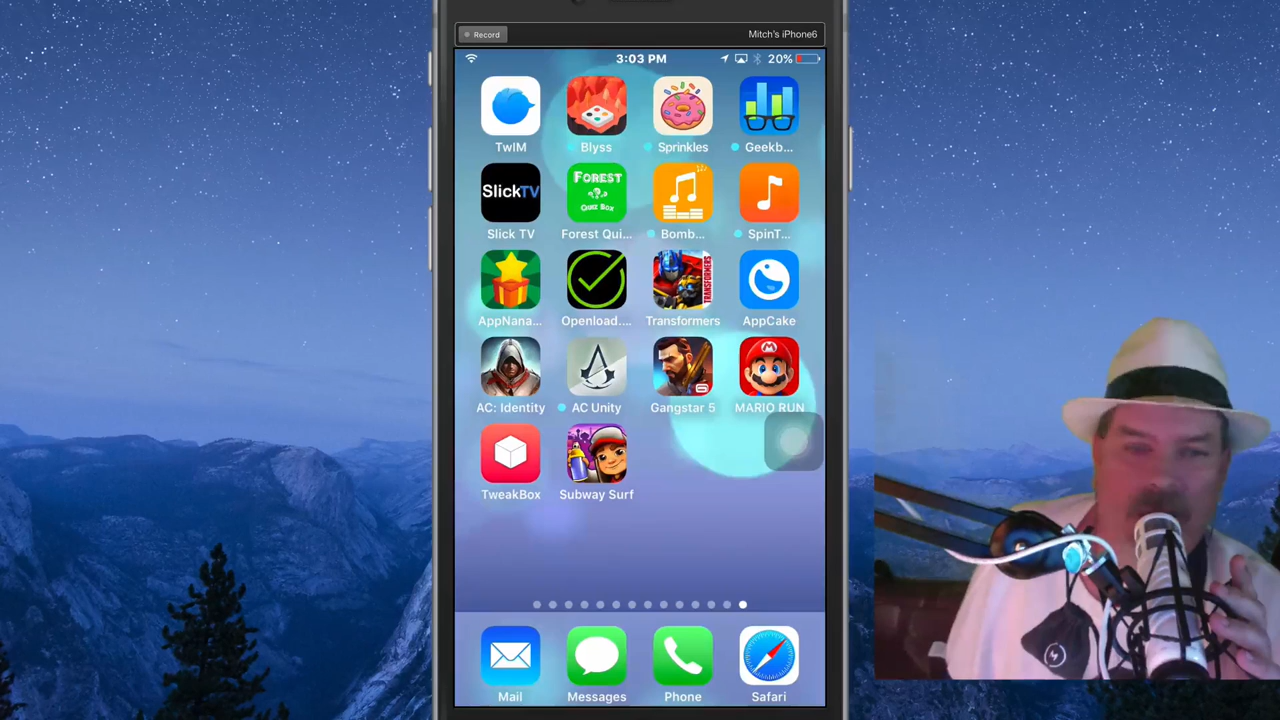 Record
Mitch's iPhone6
3:03 PM
20%
TwIM
Blyss
Sprinkles
Geekb...
SlickTV
FOREST
QUIZ BOX
Slick TV
Forest Qui...
Bomb...
SpinT...
TRANSFORMERS
AppNana...
Openload....
Transformers
AppCake
M
AC: Identity
AC Unity
Gangstar 5
MARIO RUN
TweakBox
Subway Surf
Mail
Messages
Phone
Safari